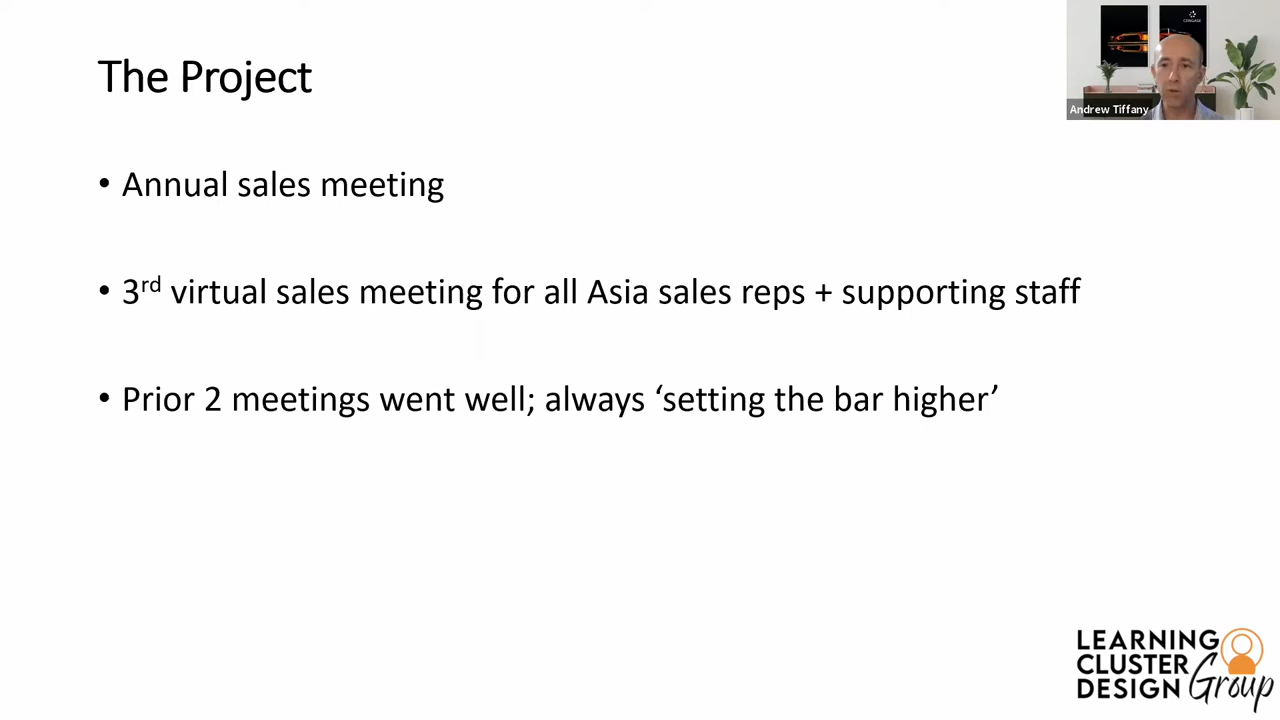 The Project
CENGAGE
Andrew Tiffany
• Annual sales meeting
• 3rd virtual sales meeting for all Asia sales reps + supporting staff
• Prior 2 meetings went well; always ‘setting the bar higher’
LEARNING
CLUSTER
DESIGN Group